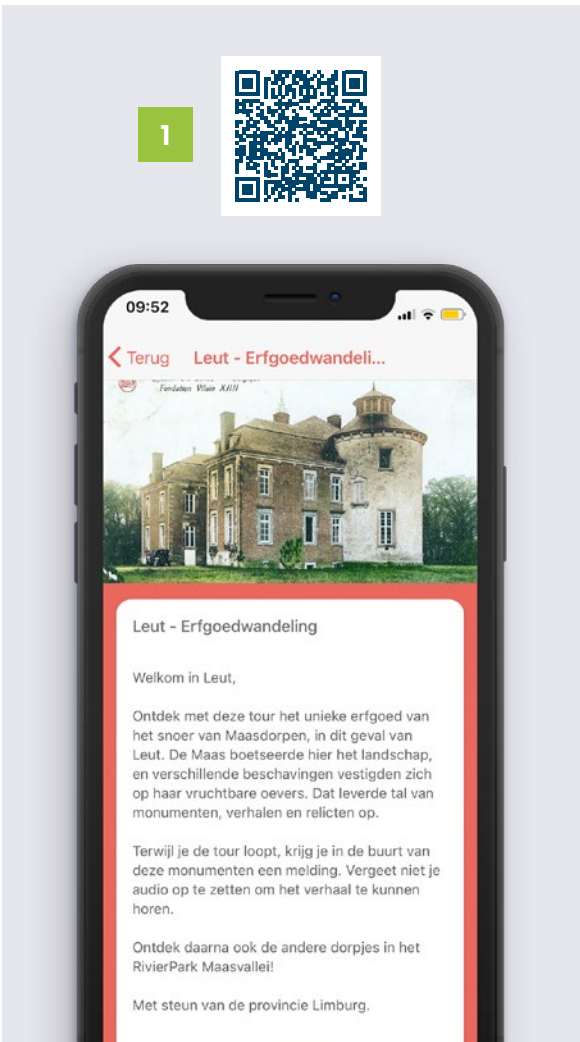 1
09:52
Terug Leut - Erfgoedwandeli...
Fondation Vilain XIIII
Leut - Erfgoedwandeling
Welkom in Leut,
Ontdek met deze tour het unieke erfgoed van
het snoer van Maasdorpen, in dit geval van
Leut. De Maas boetseerde hier het landschap,
en verschillende beschavingen vestigden zich
op haar vruchtbare oevers. Dat leverde tal van
monumenten, verhalen en relicten op.
Terwijl je de tour loopt, krijg je in de buurt van
deze monumenten een melding. Vergeet niet je
audio op te zetten om het verhaal te kunnen
horen.
Ontdek daarna ook de andere dorpjes in het
RivierPark Maasvallei!
Met steun van de provincie Limburg.